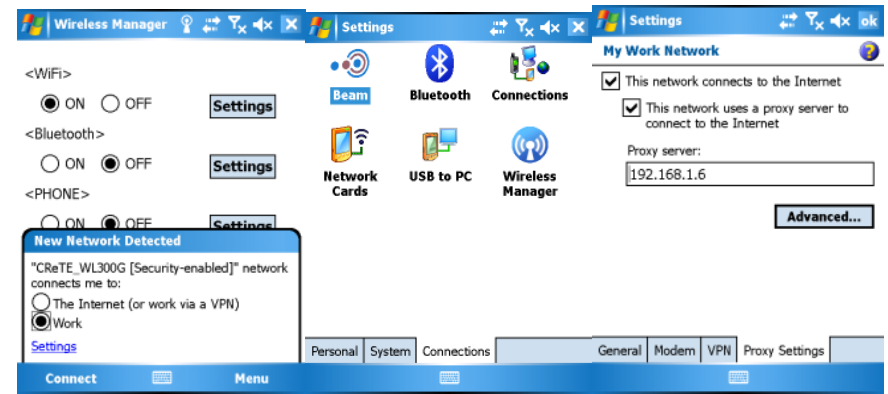 Wireless Manager
<WiFi>
ON OFF Settings
<Bluetooth>
ON OFF Settings
<PHONE>
ON OFF Settings
New Network Detected
"CReTE_WL300G [Security-enabled]" network
connects me to:
The Internet (or work via a VPN)
Work
Settings
Connect Menu
Settings
Beam Bluetooth Connections
Network
Cards
USB to PC
Wireless
Manager
Personal System Connections
Settings ok
My Work Network
This network connects to the Internet
This network uses a proxy server to
connect to the Internet
Proxy server:
192.168.1.6
Advanced...
General Modem VPN Proxy Settings